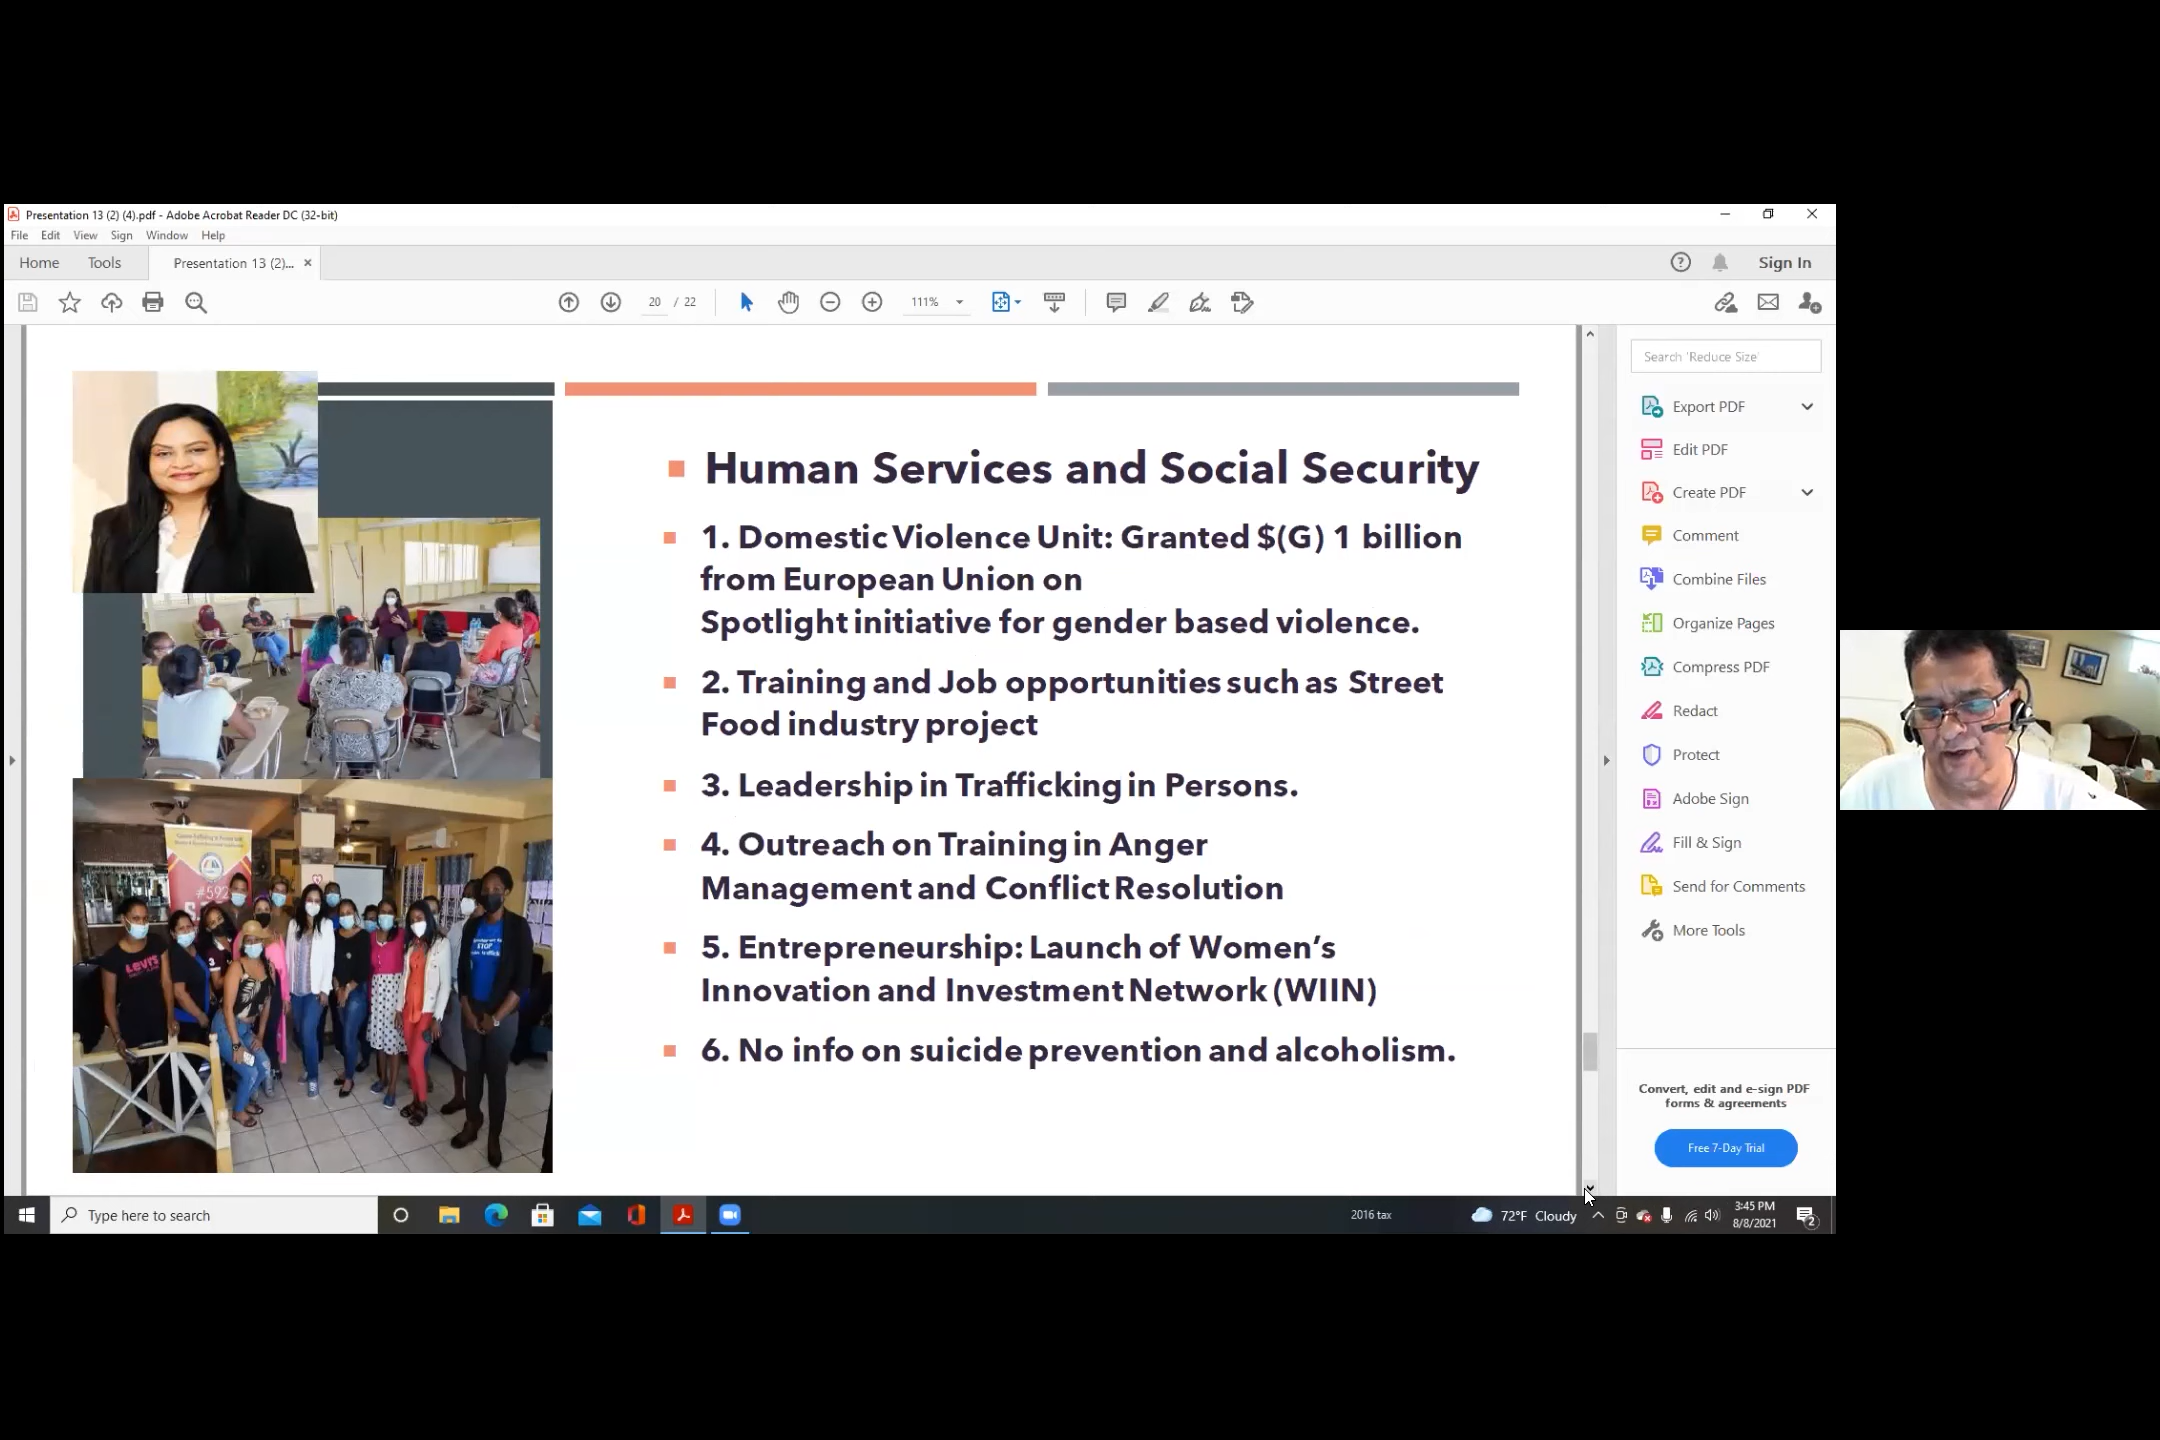 Presentation 13 (2) (4).pdf - Adobe Acrobat Reader DC (32-bit)
File Edit View Sign Window Help
Home Tools Presentation 13 (2)... × Sign In
20 / 22 111%
Search 'Reduce Size'
Export PDF
Edit PDF
Create PDF
Comment
Combine Files
Organize Pages
Compress PDF
Redact
Protect
Adobe Sign
Fill & Sign
Send for Comments
More Tools
Convert, edit and e-sign PDF
forms & agreements
Free 7-Day Trial
Human Services and Social Security
1. Domestic Violence Unit: Granted $(G) 1 billion
from European Union on
Spotlight initiative for gender based violence.
2. Training and Job opportunities such as Street
Food industry project
3. Leadership in Trafficking in Persons.
4. Outreach on Training in Anger
Management and Conflict Resolution
5. Entrepreneurship: Launch of Women's
Innovation and Investment Network (WIIN)
6. No info on suicide prevention and alcoholism.
#592
LEVI'S
STOP
Type here to search
2016 tax
72°F Cloudy
3:45 PM
8/8/2021
2